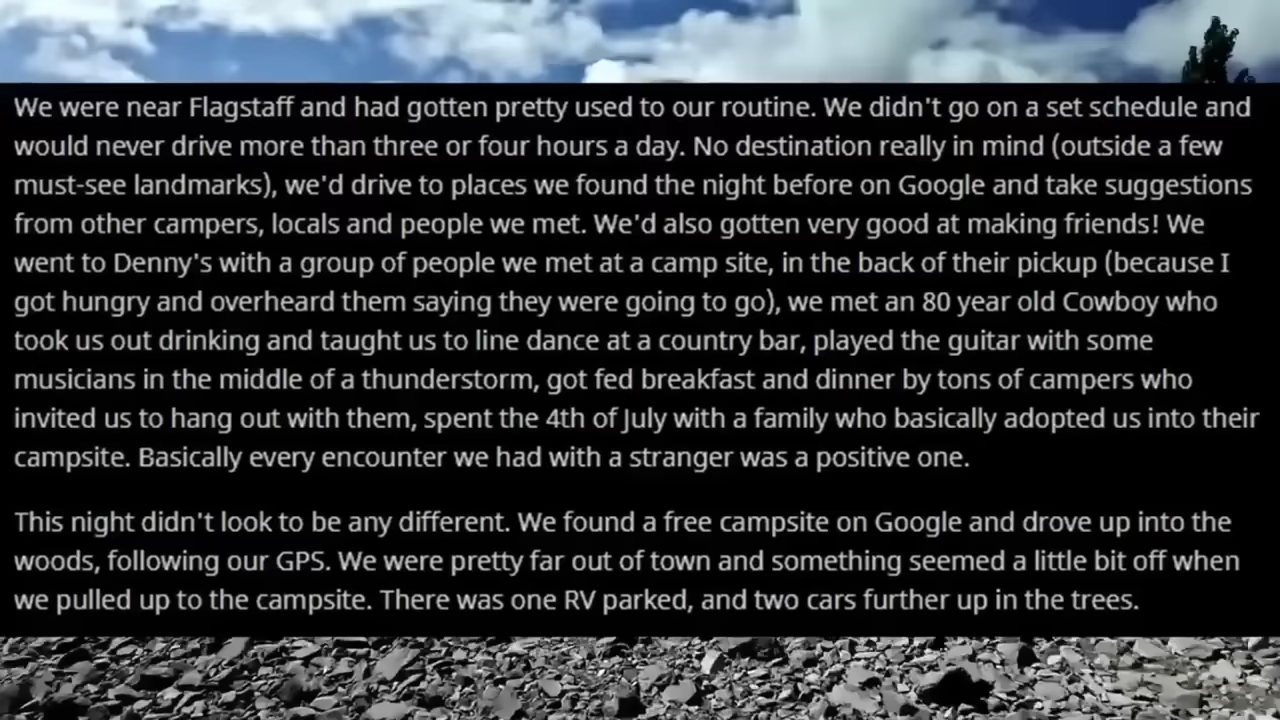 We were near Flagstaff and had gotten pretty used to our routine. We didn't go on a set schedule and
would never drive more than three or four hours a day. No destination really in mind (outside a few
must-see landmarks), we'd drive to places we found the night before on Google and take suggestions
from other campers, locals and people we met. We'd also gotten very good at making friends! We
went to Denny's with a group of people we met at a camp site, in the back of their pickup (because I
got hungry and overheard them saying they were going to go), we met an 80 year old Cowboy who
took us out drinking and taught us to line dance at a country bar, played the guitar with some
musicians in the middle of a thunderstorm, got fed breakfast and dinner by tons of campers who
invited us to hang out with them, spent the 4th of July with a family who basically adopted us into their
campsite. Basically every encounter we had with a stranger was a positive one.
This night didn't look to be any different. We found a free campsite on Google and drove up into the
woods, following our GPS. We were pretty far out of town and something seemed a little bit off when
we pulled up to the campsite. There was one RV parked, and two cars further up in the trees.